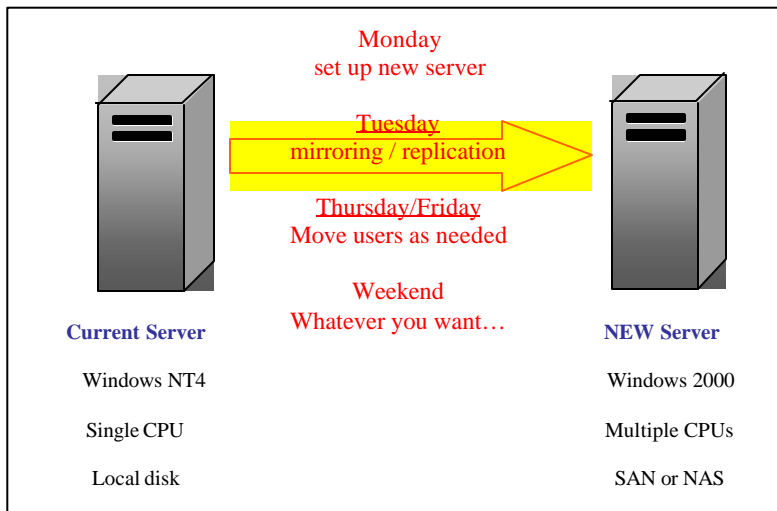 Monday
set up new server
Tuesday
mirroring / replication
Thursday/Friday
Move users as needed
Weekend
Whatever you want…
Current Server
NEW Server
Windows NT4
Windows 2000
Single CPU
Multiple CPUs
Local disk
SAN or NAS